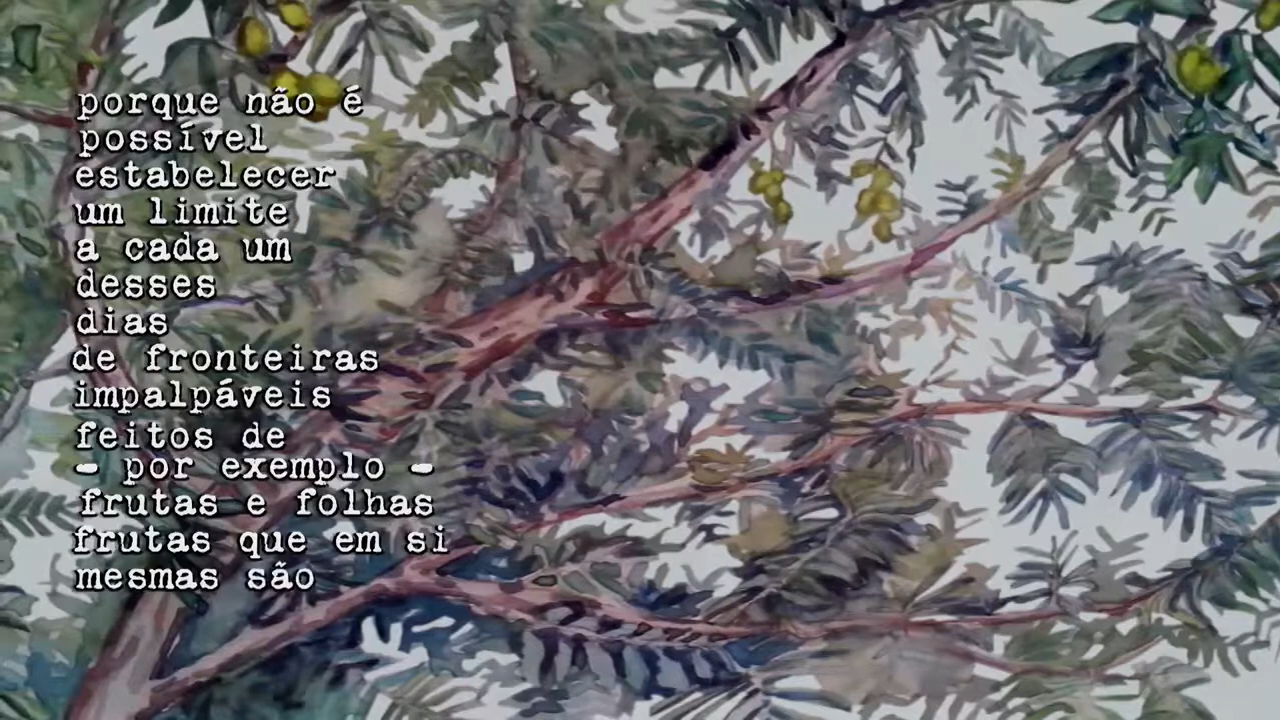 porque não é
possível
estabelecer
um limite
a cada um
desses
dias
de fronteiras
impalpáveis
feitos de
- por exemplo -
frutas e folhas
frutas que em si
mesmas são